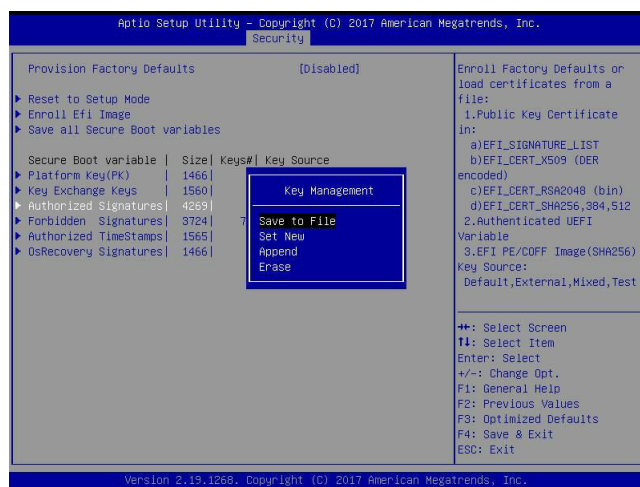 Aptio Setup Utility – Copyright (C) 2017 American Megatrends, Inc.
Security
Provision Factory Defaults [Disabled]
Reset to Setup Mode
Enroll Efi Image
Save all Secure Boot variables
Secure Boot variable | Size| Keys#| Key Source
Platform Key(PK) | 1466|
Key Exchange Keys | 1560|
Authorized Signatures| 4269|
Forbidden Signatures| 3724| 7
Authorized TimeStamps| 1565|
OsRecovery Signatures| 1466|
Key Management
Save to File
Set New
Append
Erase
Enroll Factory Defaults or
load certificates from a
file:
1.Public Key Certificate
in:
a)EFI_SIGNATURE_LIST
b)EFI_CERT_X509 (DER
encoded)
c)EFI_CERT_RSA2048 (bin)
d)EFI_CERT_SHA256,384,512
2.Authenticated UEFI
Variable
3.EFI PE/COFF Image(SHA256)
Key Source:
Default,External,Mixed,Test
→←: Select Screen
↑↓: Select Item
Enter: Select
+/-: Change Opt.
F1: General Help
F2: Previous Values
F3: Optimized Defaults
F4: Save & Exit
ESC: Exit
Version 2.19.1268. Copyright (C) 2017 American Megatrends, Inc.